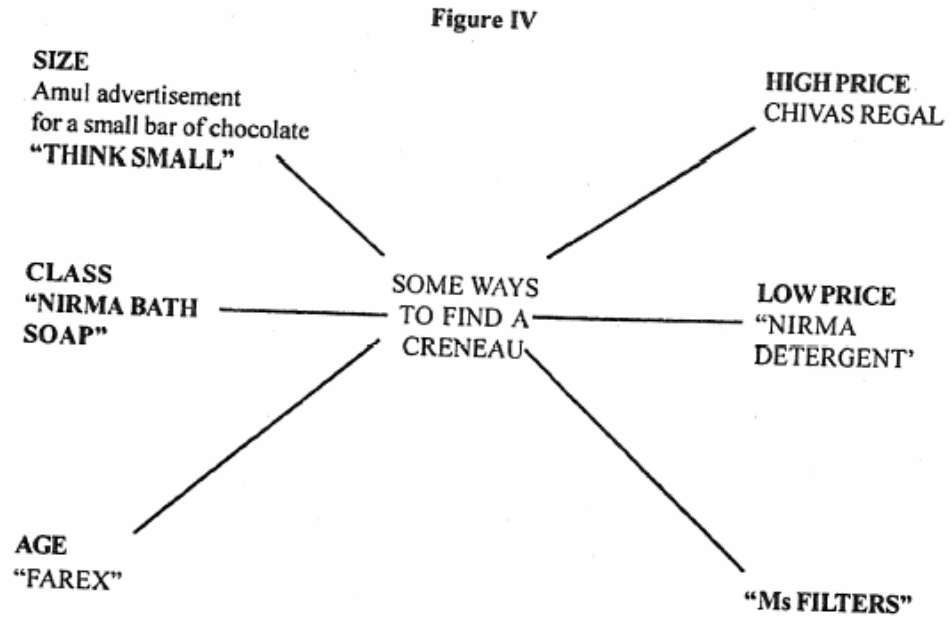 Figure IV
SIZE
Amul advertisement
for a small bar of chocolate
“THINK SMALL”
HIGH PRICE
CHIVAS REGAL
CLASS
“NIRMA BATH
SOAP”
SOME WAYS
TO FIND A
CRENEAU
LOW PRICE
“NIRMA
DETERGENT’
AGE
“FAREX”
“Ms FILTERS”